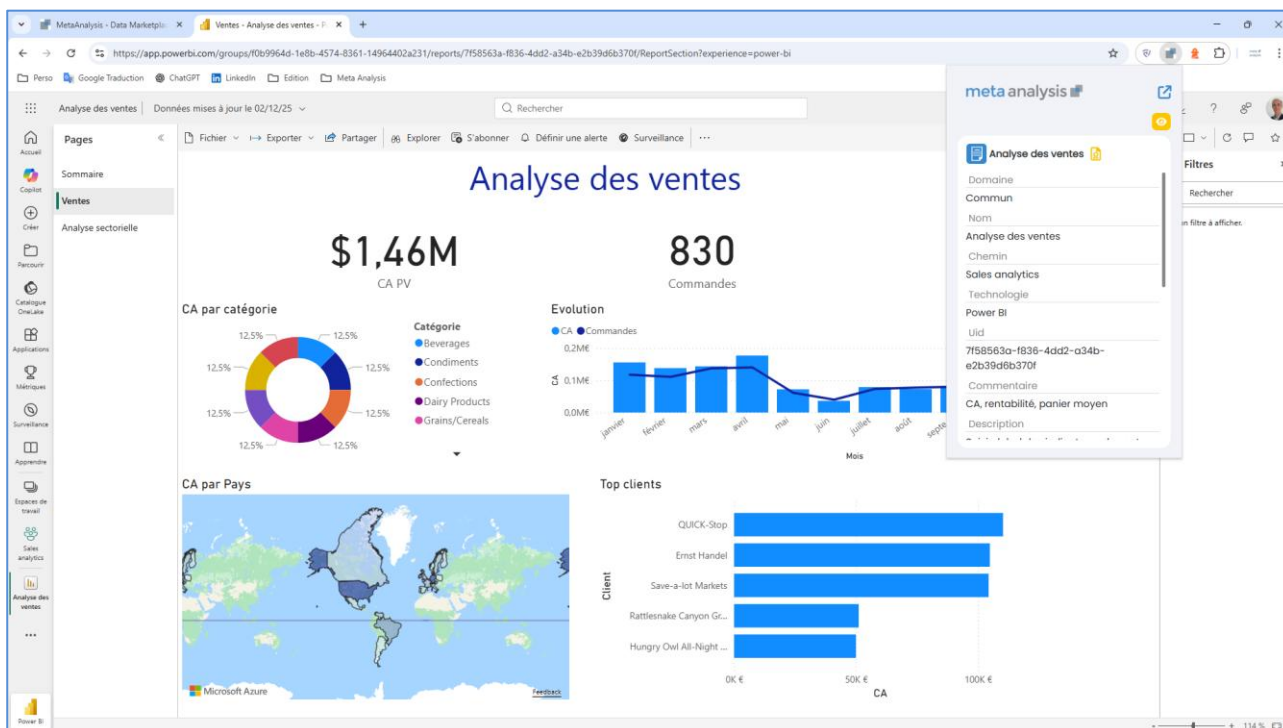 MetaAnalysis - Data Marketpla
Ventes - Analyse des ventes - P
https://app.powerbi.com/groups/f0b9964d-1e8b-4574-8361-14964402a231/reports/7f58563a-f836-4dd2-a34b-e2b39d6b370f/ReportSection?experience=power-bi
Perso
Google Traduction
ChatGPT
LinkedIn
Edition
Meta Analysis
Analyse des ventes
Données mises à jour le 02/12/25
Rechercher
Accueil
Copilot
Créer
Parcourir
Catalogue
OneLake
Applications
Métriques
Surveillance
Apprendre
Espaces de
travail
Sales
analytics
Analyse des
ventes
Power BI
Pages
Sommaire
Ventes
Analyse sectorielle
Fichier
Exporter
Partager
Explorer
S'abonner
Définir une alerte
Surveillance
Analyse des ventes
$1,46M
CA PV
830
Commandes
CA par catégorie
12.5%
12.5%
12.5%
12.5%
12.5%
12.5%
12.5%
12.5%
Catégorie
Beverages
Condiments
Confections
Dairy Products
Grains/Cereals
Evolution
CA
Commandes
CA
0,2M€
0,1M€
0,0M€
janvier
février
mars
avril
mai
juin
juillet
août
septe
Mois
CA par Pays
Microsoft Azure
Feedback
Top clients
Client
QUICK-Stop
Ernst Handel
Save-a-lot Markets
Rattlesnake Canyon Gr...
Hungry Owl All-Night ...
0K €
50K €
100K €
CA
meta analysis
Analyse des ventes
Domaine
Commun
Nom
Analyse des ventes
Chemin
Sales analytics
Technologie
Power BI
Uid
7f58563a-f836-4dd2-a34b-
e2b39d6b370f
Commentaire
CA, rentabilité, panier moyen
Description
Filtres
Rechercher
n filtre à afficher.
114 %